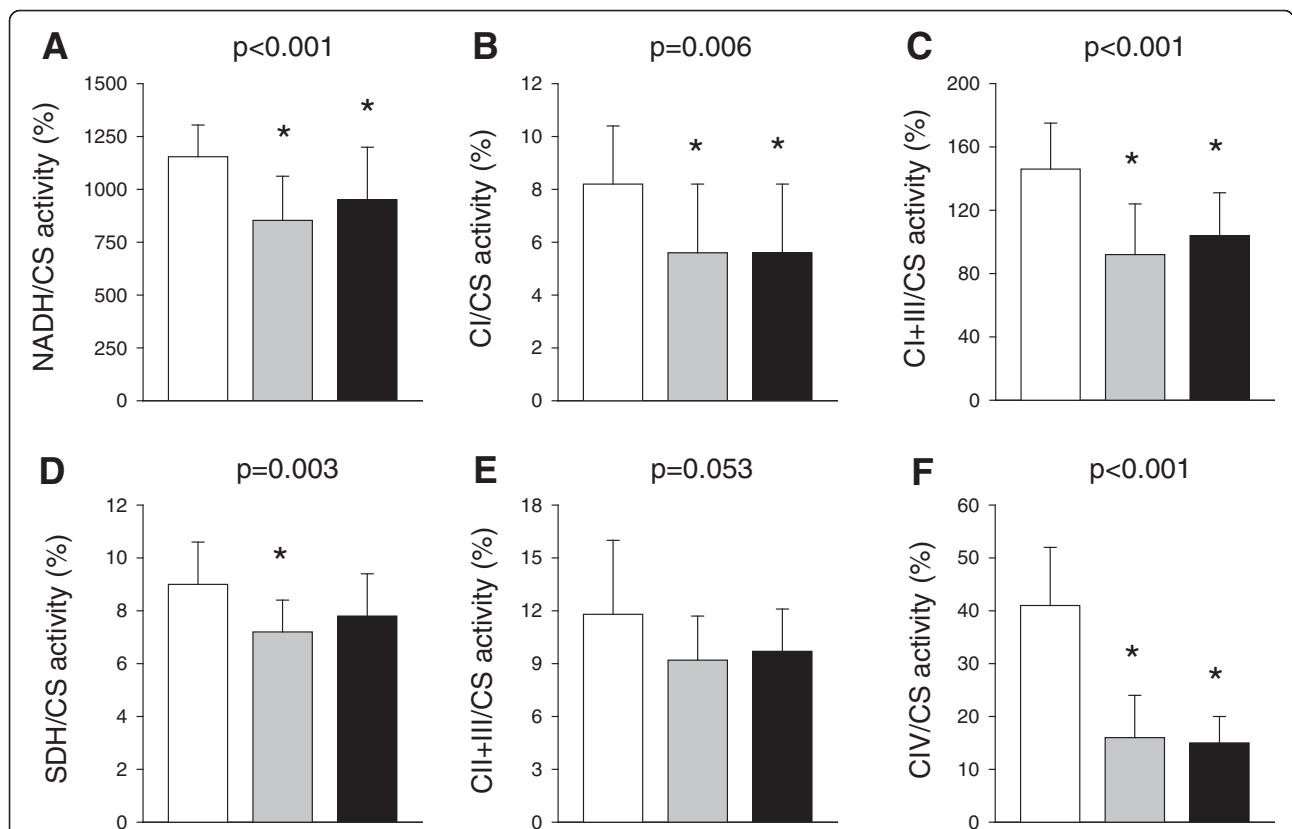 A
p<0.001
NADH/CS activity (%)
1500
1250
1000
750
500
250
0
*
*
B
p=0.006
CI/CS activity (%)
12
10
8
6
4
2
0
*
*
C
p<0.001
CI+III/CS activity (%)
200
160
120
80
40
0
*
*
D
p=0.003
SDH/CS activity (%)
12
10
8
6
4
2
0
*
E
p=0.053
CII+III/CS activity (%)
18
15
12
9
6
3
0
F
p<0.001
CIV/CS activity (%)
60
50
40
30
20
10
0
*
*